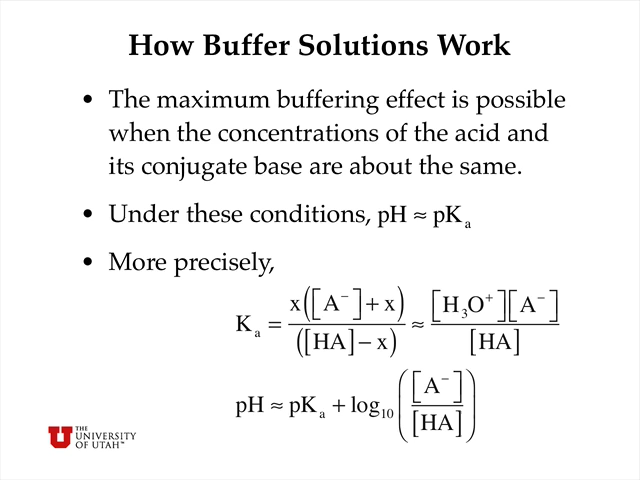 How Buffer Solutions Work
• The maximum buffering effect is possible
when the concentrations of the acid and
its conjugate base are about the same.
• Under these conditions, pH ≈ pKₐ
• More precisely,
Kₐ = x([A⁻] + x) / ([HA] − x) ≈ [H₃O⁺][A⁻] / [HA]
pH ≈ pKₐ + log₁₀([A⁻] / [HA])
THE
UNIVERSITY
OF UTAH™